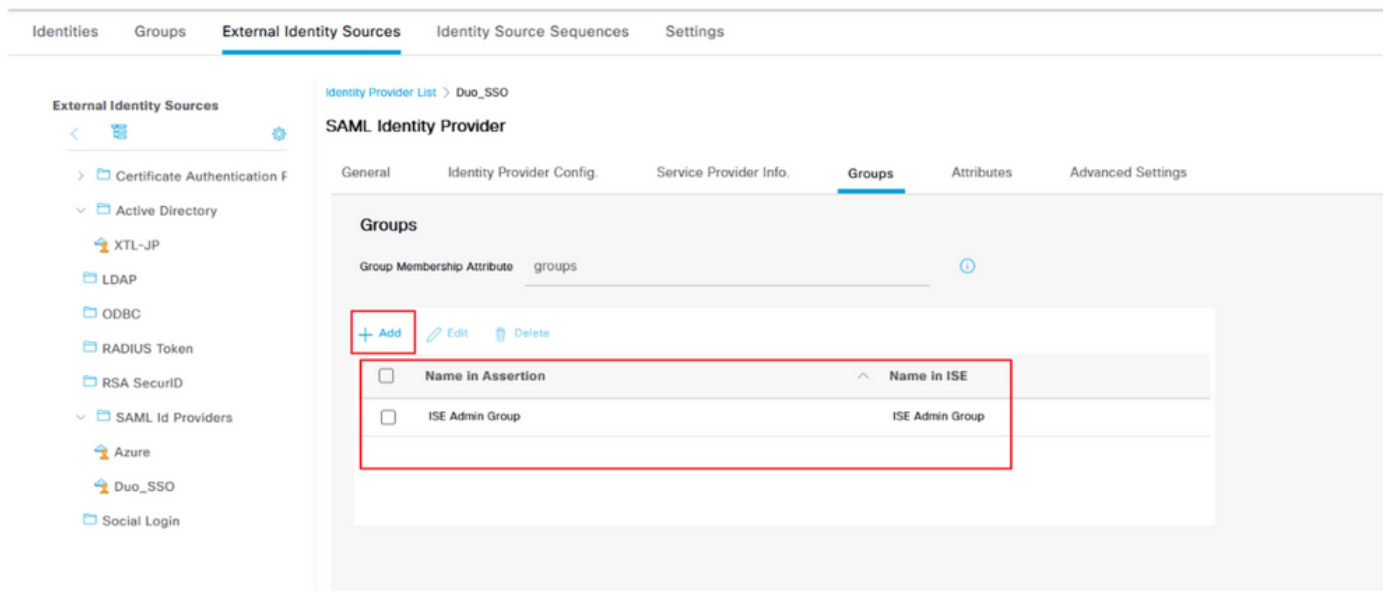 Identities Groups External Identity Sources Identity Source Sequences Settings
External Identity Sources
Certificate Authentication F
Active Directory
XTL-JP
LDAP
ODBC
RADIUS Token
RSA SecurID
SAML Id Providers
Azure
Duo_SSO
Social Login
Identity Provider List > Duo_SSO
SAML Identity Provider
General Identity Provider Config. Service Provider Info. Groups Attributes Advanced Settings
Groups
Group Membership Attribute groups
+ Add Edit Delete
Name in Assertion Name in ISE
ISE Admin Group ISE Admin Group